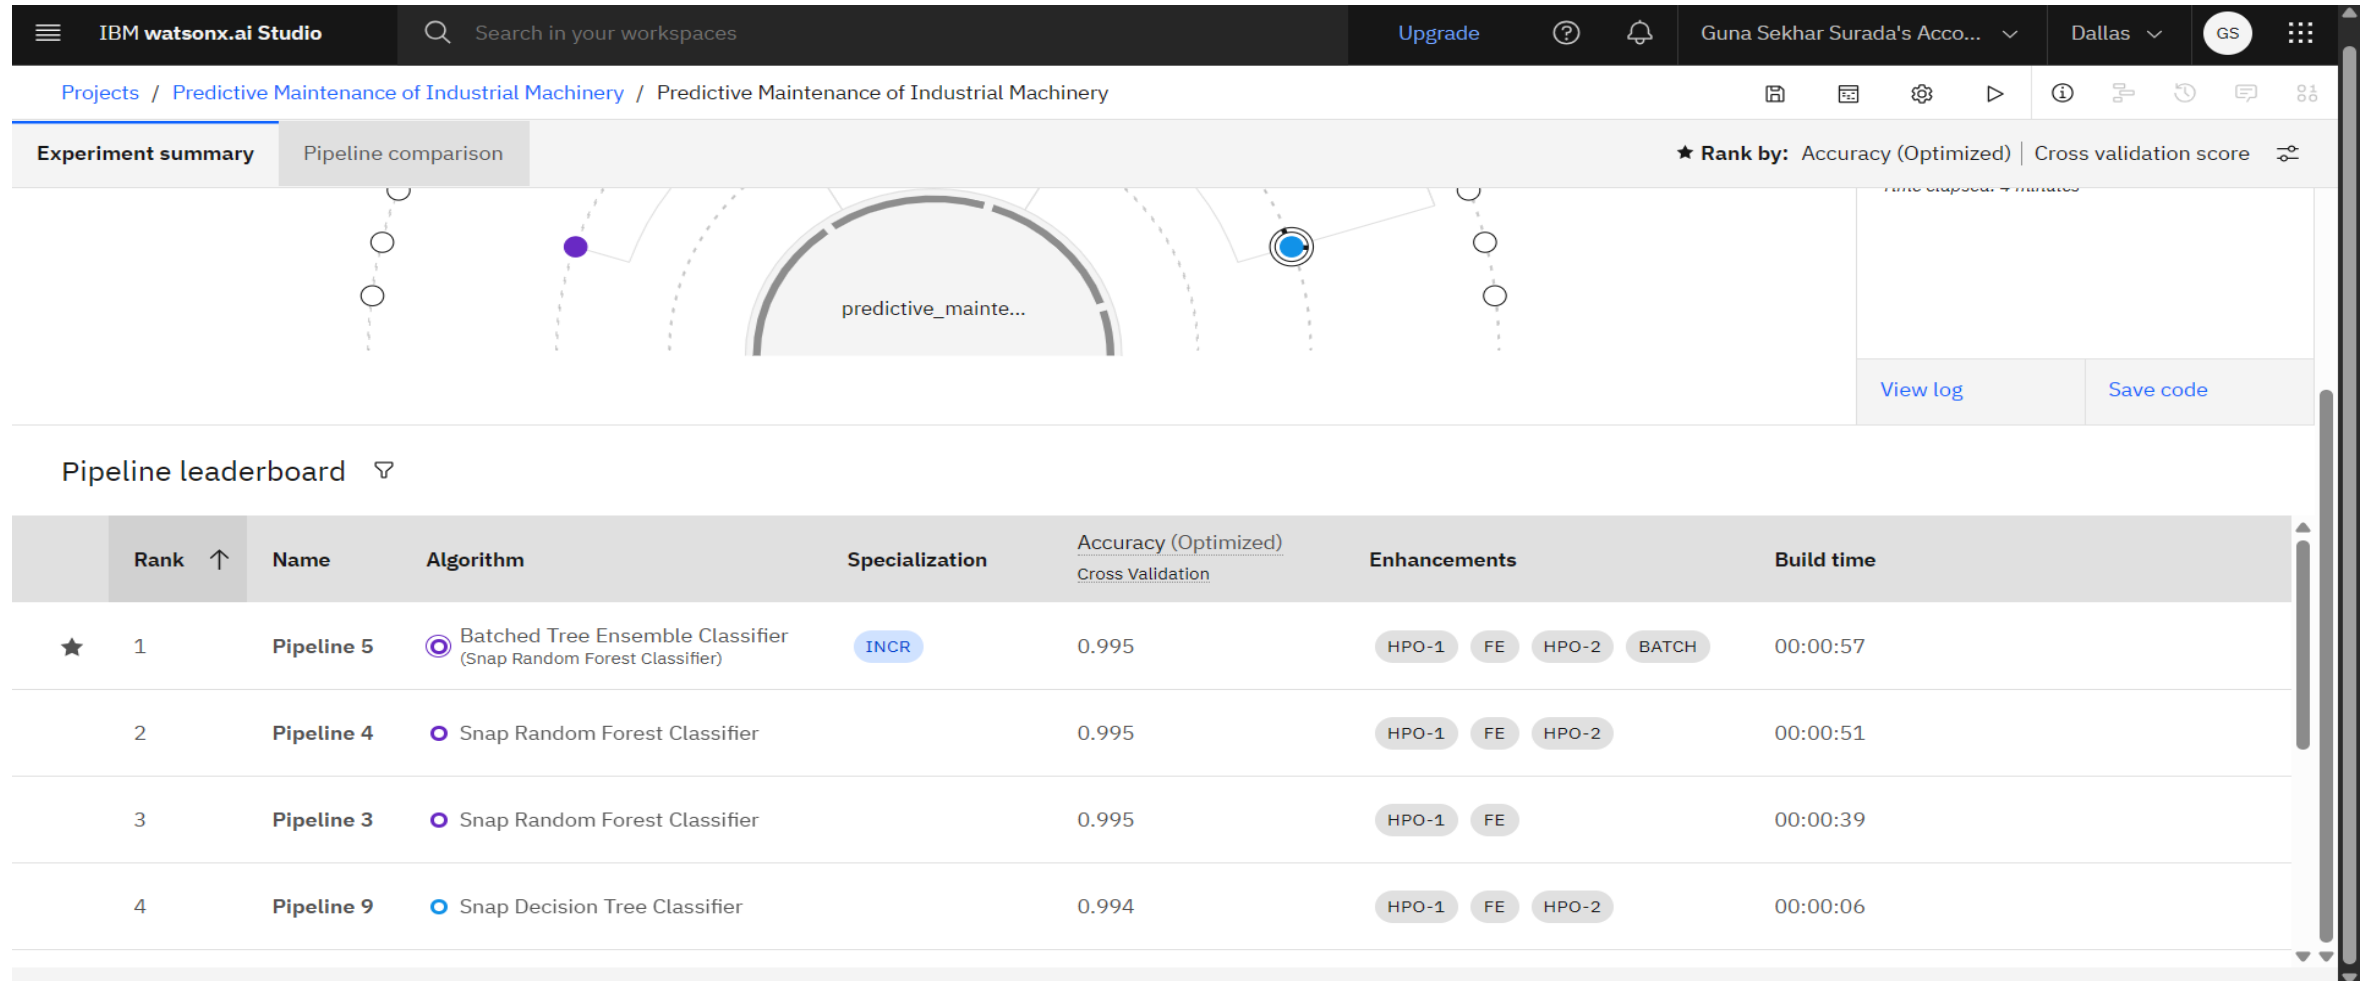 IBM watsonx.ai Studio
Search in your workspaces
Upgrade
Guna Sekhar Surada's Acco...
Dallas
GS
Projects / Predictive Maintenance of Industrial Machinery / Predictive Maintenance of Industrial Machinery
Experiment summary
Pipeline comparison
Rank by: Accuracy (Optimized) | Cross validation score
Time elapsed: 4 minutes
predictive_mainte...
View log
Save code
Pipeline leaderboard
Rank
Name
Algorithm
Specialization
Accuracy (Optimized)
Cross Validation
Enhancements
Build time
1
Pipeline 5
Batched Tree Ensemble Classifier
(Snap Random Forest Classifier)
INCR
0.995
HPO-1 FE HPO-2 BATCH
00:00:57
2
Pipeline 4
Snap Random Forest Classifier
0.995
HPO-1 FE HPO-2
00:00:51
3
Pipeline 3
Snap Random Forest Classifier
0.995
HPO-1 FE
00:00:39
4
Pipeline 9
Snap Decision Tree Classifier
0.994
HPO-1 FE HPO-2
00:00:06